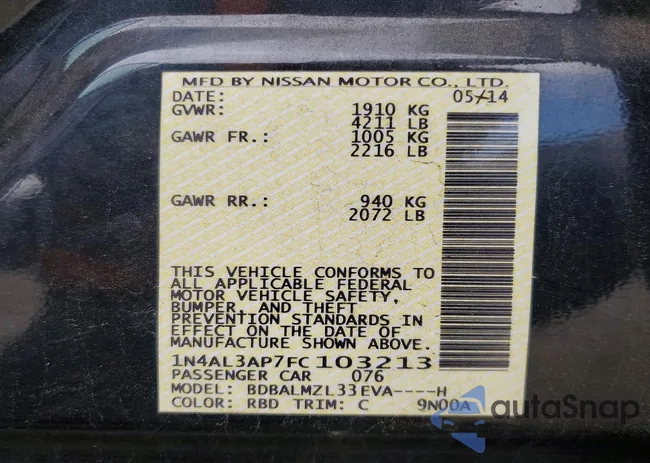 MFD BY NISSAN MOTOR CO., LTD.
DATE: 05/14
GVWR: 1910 KG
4211 LB
GAWR FR.: 1005 KG
2216 LB
GAWR RR.: 940 KG
2072 LB
THIS VEHICLE CONFORMS TO
ALL APPLICABLE FEDERAL
MOTOR VEHICLE SAFETY,
BUMPER, AND THEFT
PREVENTION STANDARDS IN
EFFECT ON THE DATE OF
MANUFACTURE SHOWN ABOVE.
1N4AL3AP7FC103213
PASSENGER CAR 076
MODEL: BDBALMZL33EVA----H
COLOR: RBD TRIM: C 9N00A
autoSnap